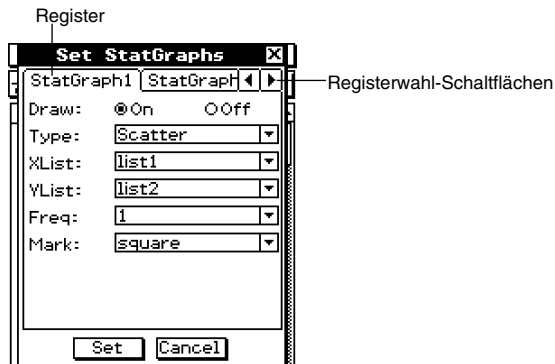 Register
Set StatGraphs
StatGraph1 StatGraph
Registerwahl-Schaltflächen
Draw: On Off
Type: Scatter
XList: list1
YList: list2
Freq: 1
Mark: square
Set Cancel